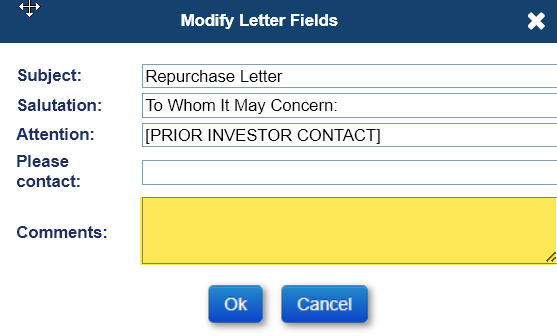 Modify Letter Fields
Subject: Repurchase Letter
Salutation: To Whom It May Concern:
Attention: [PRIOR INVESTOR CONTACT]
Please
contact:
Comments:
Ok Cancel